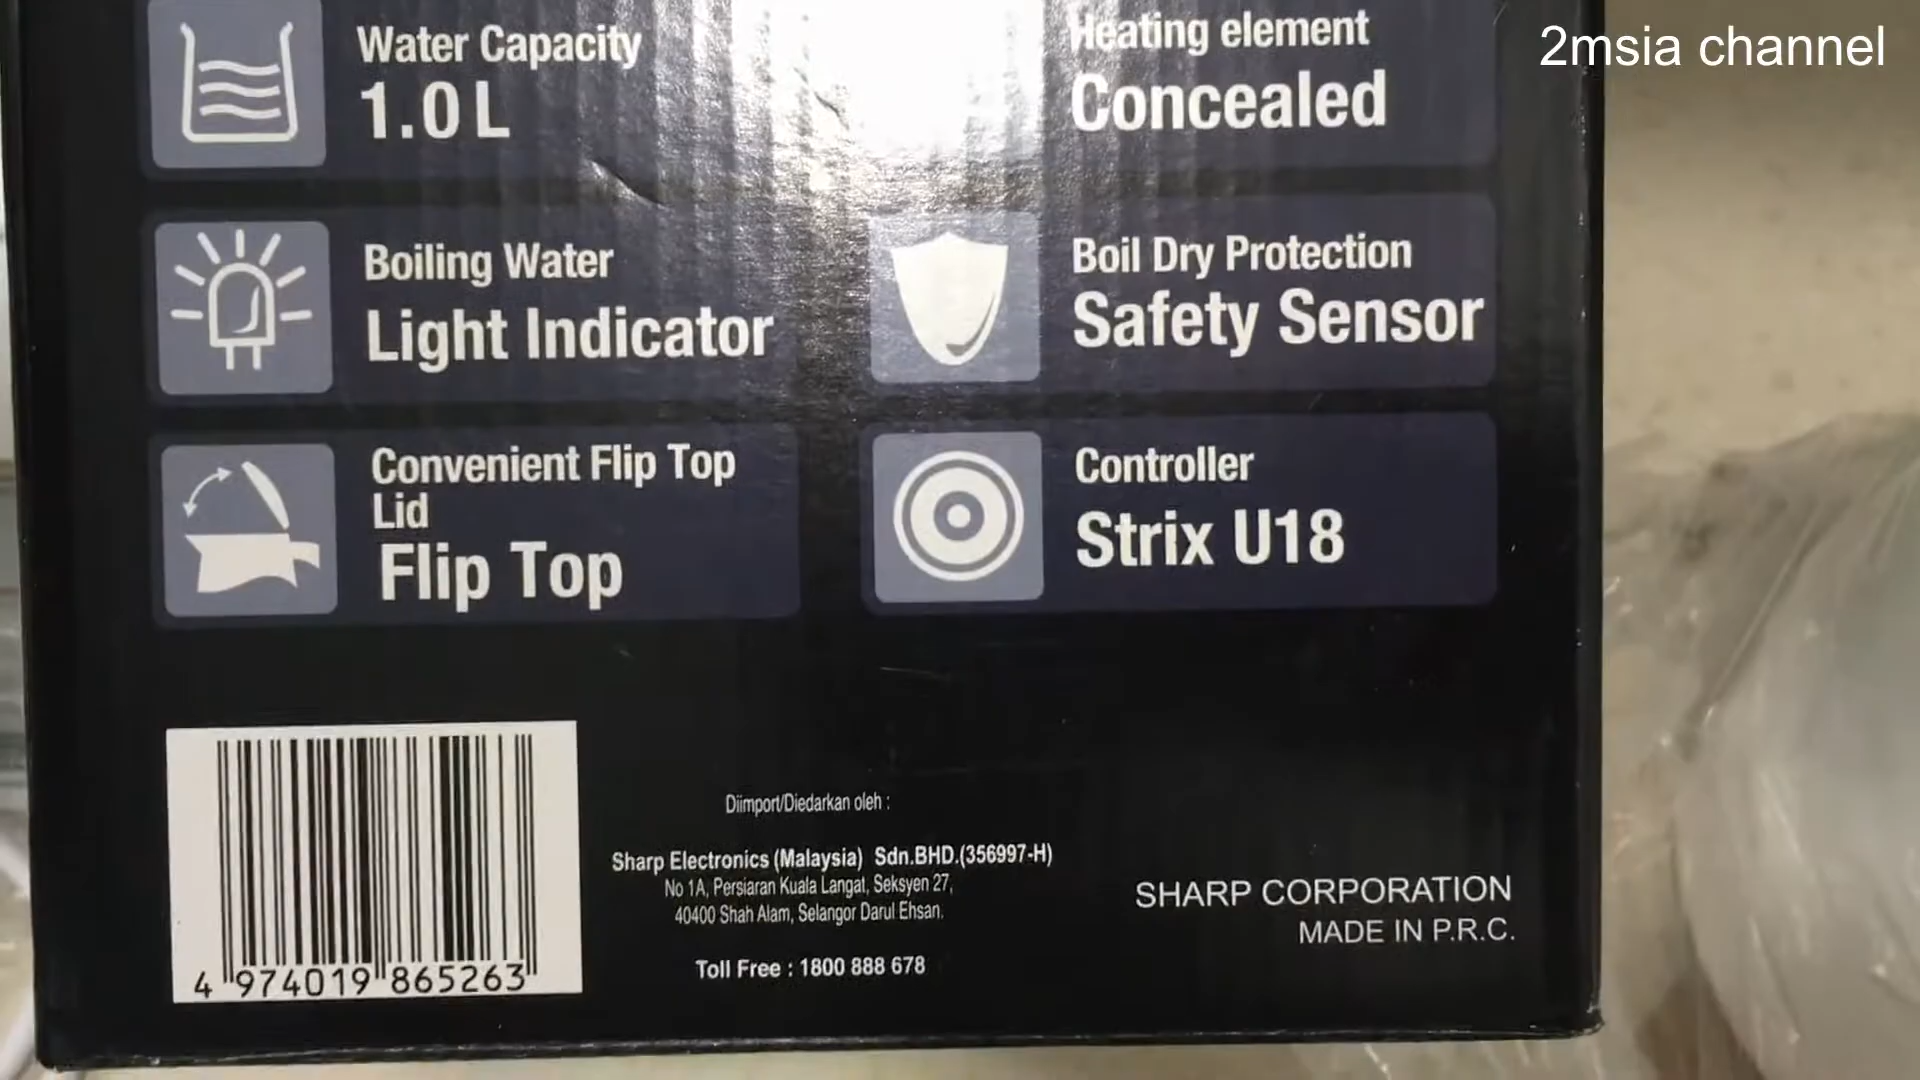 2msia channel
Water Capacity
1.0 L
Heating element
Concealed
Boiling Water
Light Indicator
Boil Dry Protection
Safety Sensor
Convenient Flip Top
Lid
Flip Top
Controller
Strix U18
4 974019 865263
Diimport/Diedarkan oleh :
Sharp Electronics (Malaysia) Sdn.BHD.(356997-H)
No 1A, Persiaran Kuala Langat, Seksyen 27,
40400 Shah Alam, Selangor Darul Ehsan.
Toll Free : 1800 888 678
SHARP CORPORATION
MADE IN P.R.C.